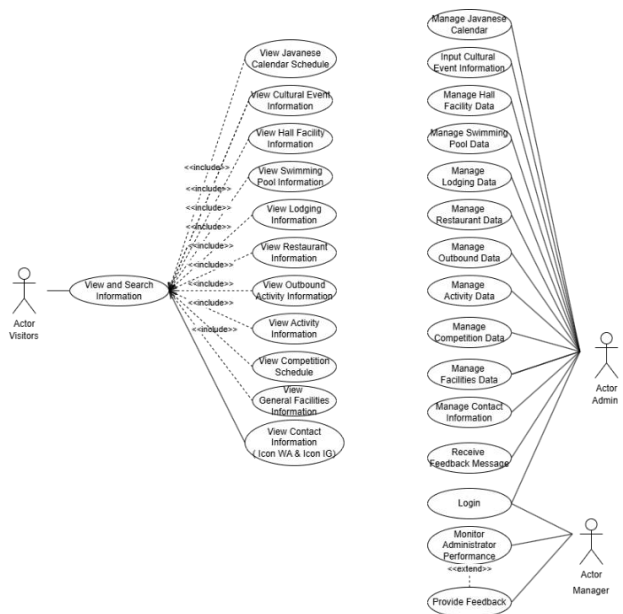 View Javanese
Calendar Schedule
View Cultural Event
Information
View Hall Facility
Information
<<include>>
View Swimming
Pool Information
<<include>>
<<include>>
View Lodging
Information
<<include>>
<<include>>
View Restaurant
Information
<<include>>
View and Search
Information
View Outbound
Activity Information
<<include>>
View Activity
Information
<<include>>
View Competition
Schedule
View
General Facilities
Information
View Contact
Information
( Icon WA & Icon IG)
Actor
Visitors
Manage Javanese
Calendar
Input Cultural
Event Information
Manage Hall
Facility Data
Manage Swimming
Pool Data
Manage
Lodging Data
Manage
Restaurant Data
Manage
Outbound Data
Manage
Activity Data
Manage
Competition Data
Manage
Facilities Data
Manage Contact
Information
Receive
Feedback Message
Login
Monitor
Administrator
Performance
<<extend>>
Provide Feedback
Actor
Admin
Actor
Manager